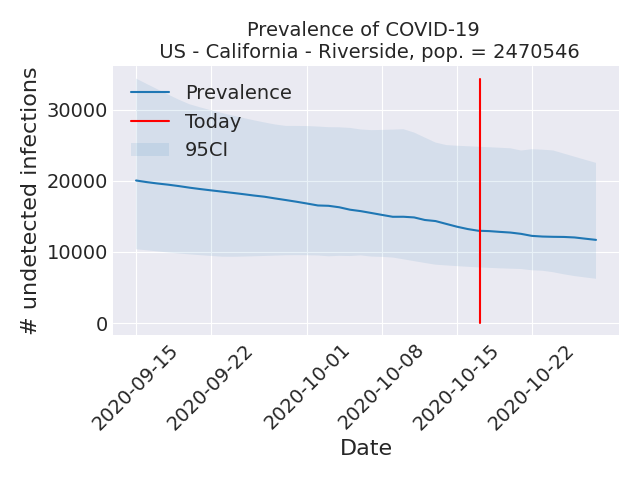 Prevalence of COVID-19
US - California - Riverside, pop. = 2470546
# undetected infections
30000
20000
10000
0
Prevalence
Today
95CI
2020-09-15
2020-09-22
2020-10-01
2020-10-08
2020-10-15
2020-10-22
Date